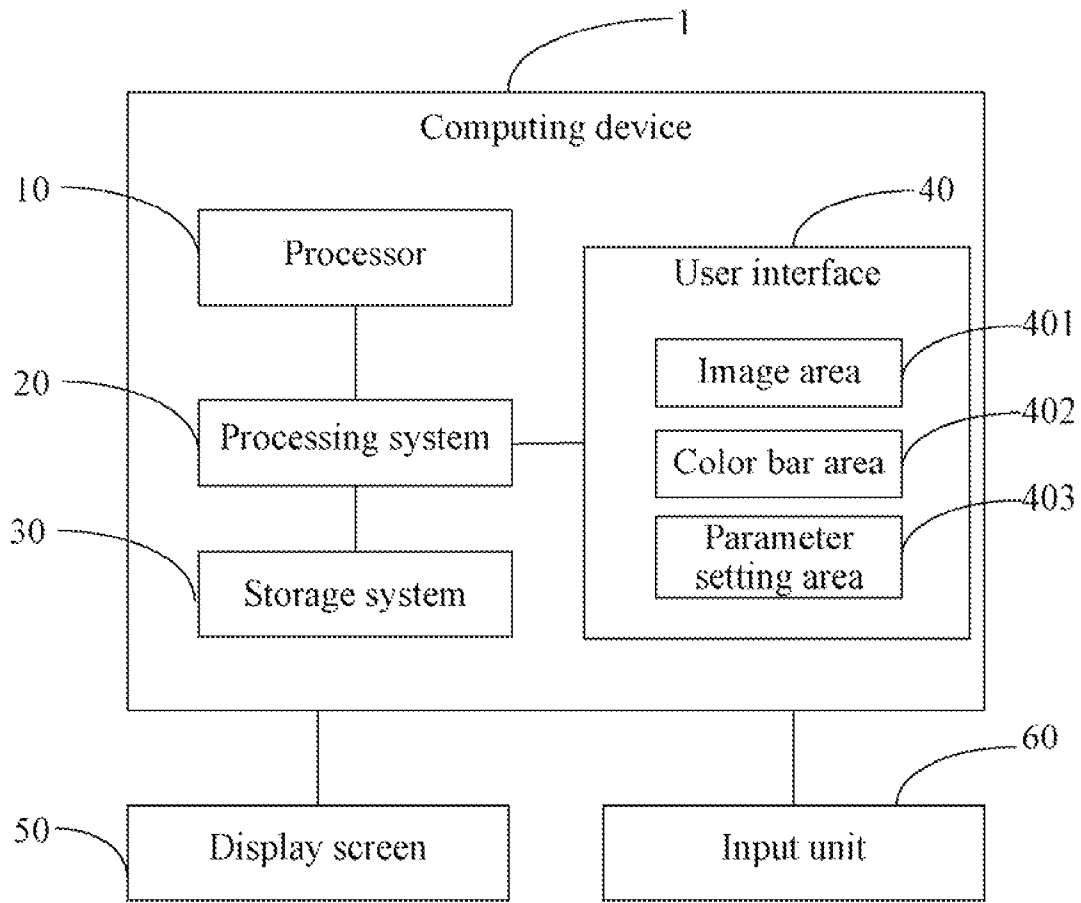 1
Computing device
10
Processor
40
User interface
401
Image area
20
Processing system
402
Color bar area
403
Parameter
setting area
30
Storage system
60
50
Display screen
Input unit